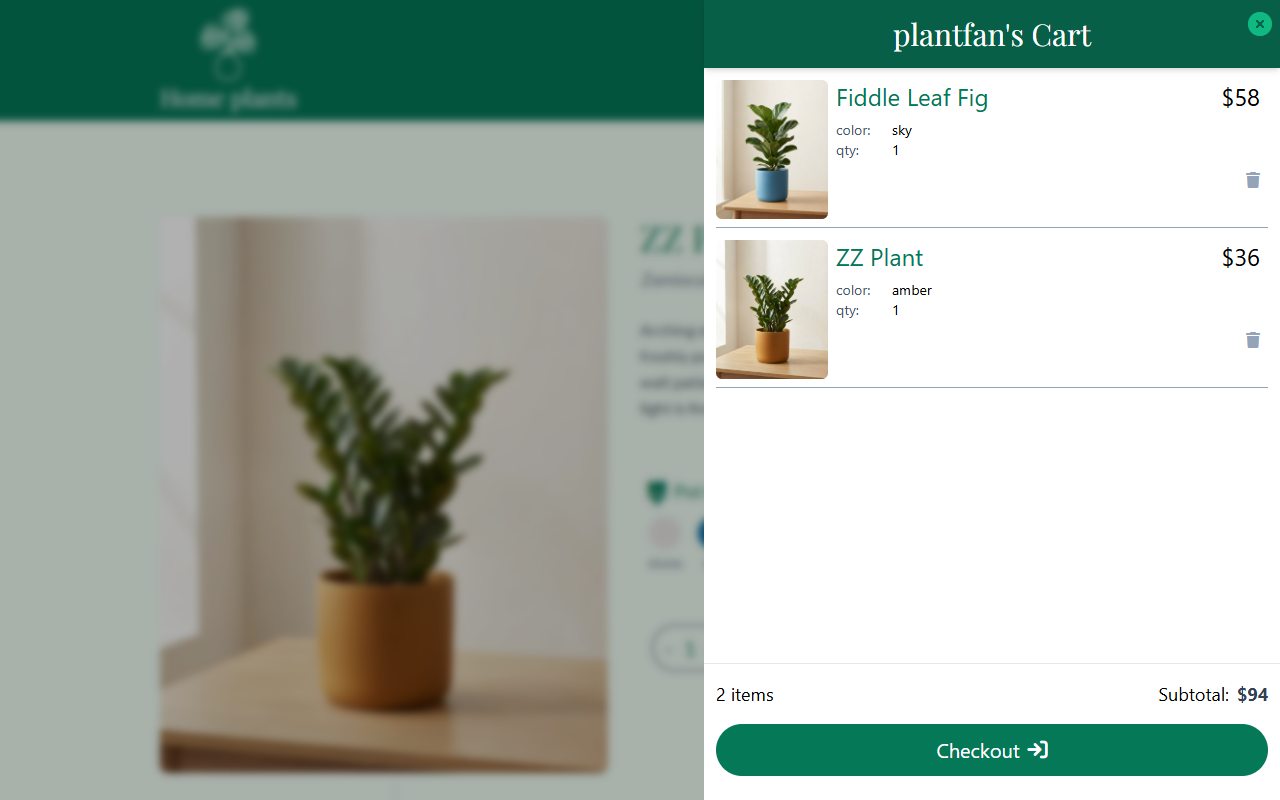 Home plants
plantfan's Cart
Fiddle Leaf Fig
$58
color: sky
qty: 1
ZZ Plant
$36
color: amber
qty: 1
2 items
Subtotal: $94
Checkout